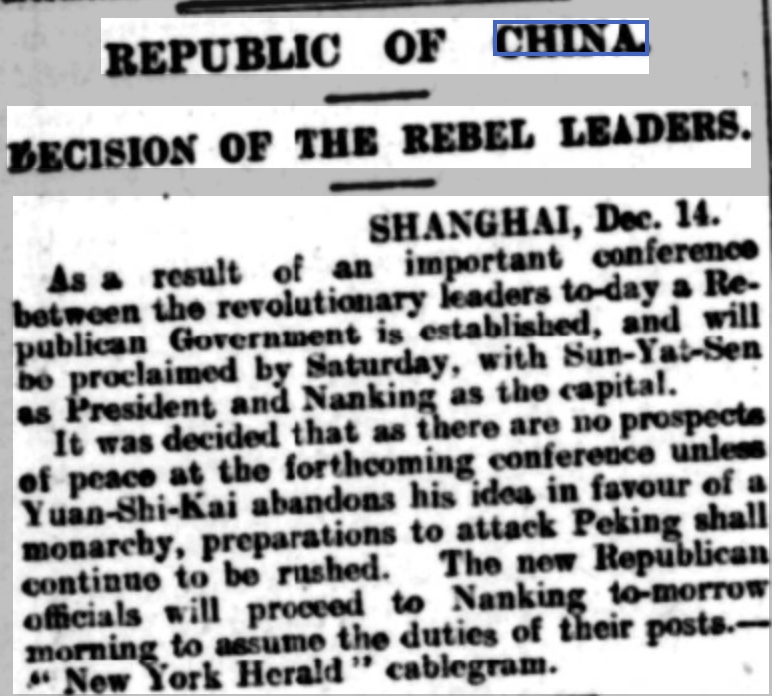 REPUBLIC OF CHINA.
DECISION OF THE REBEL LEADERS.
SHANGHAI, Dec. 14.
As a result of an important conference
between the revolutionary leaders to-day a Re-
publican Government is established, and will
be proclaimed by Saturday, with Sun-Yat-Sen
as President and Nanking as the capital.
It was decided that as there are no prospects
of peace at the forthcoming conference unless
Yuan-Shi-Kai abandons his idea in favour of a
monarchy, preparations to attack Peking shall
continue to be rushed. The new Republican
officials will proceed to Nanking to-morrow
morning to assume the duties of their posts.—
“ New York Herald ” cablegram.